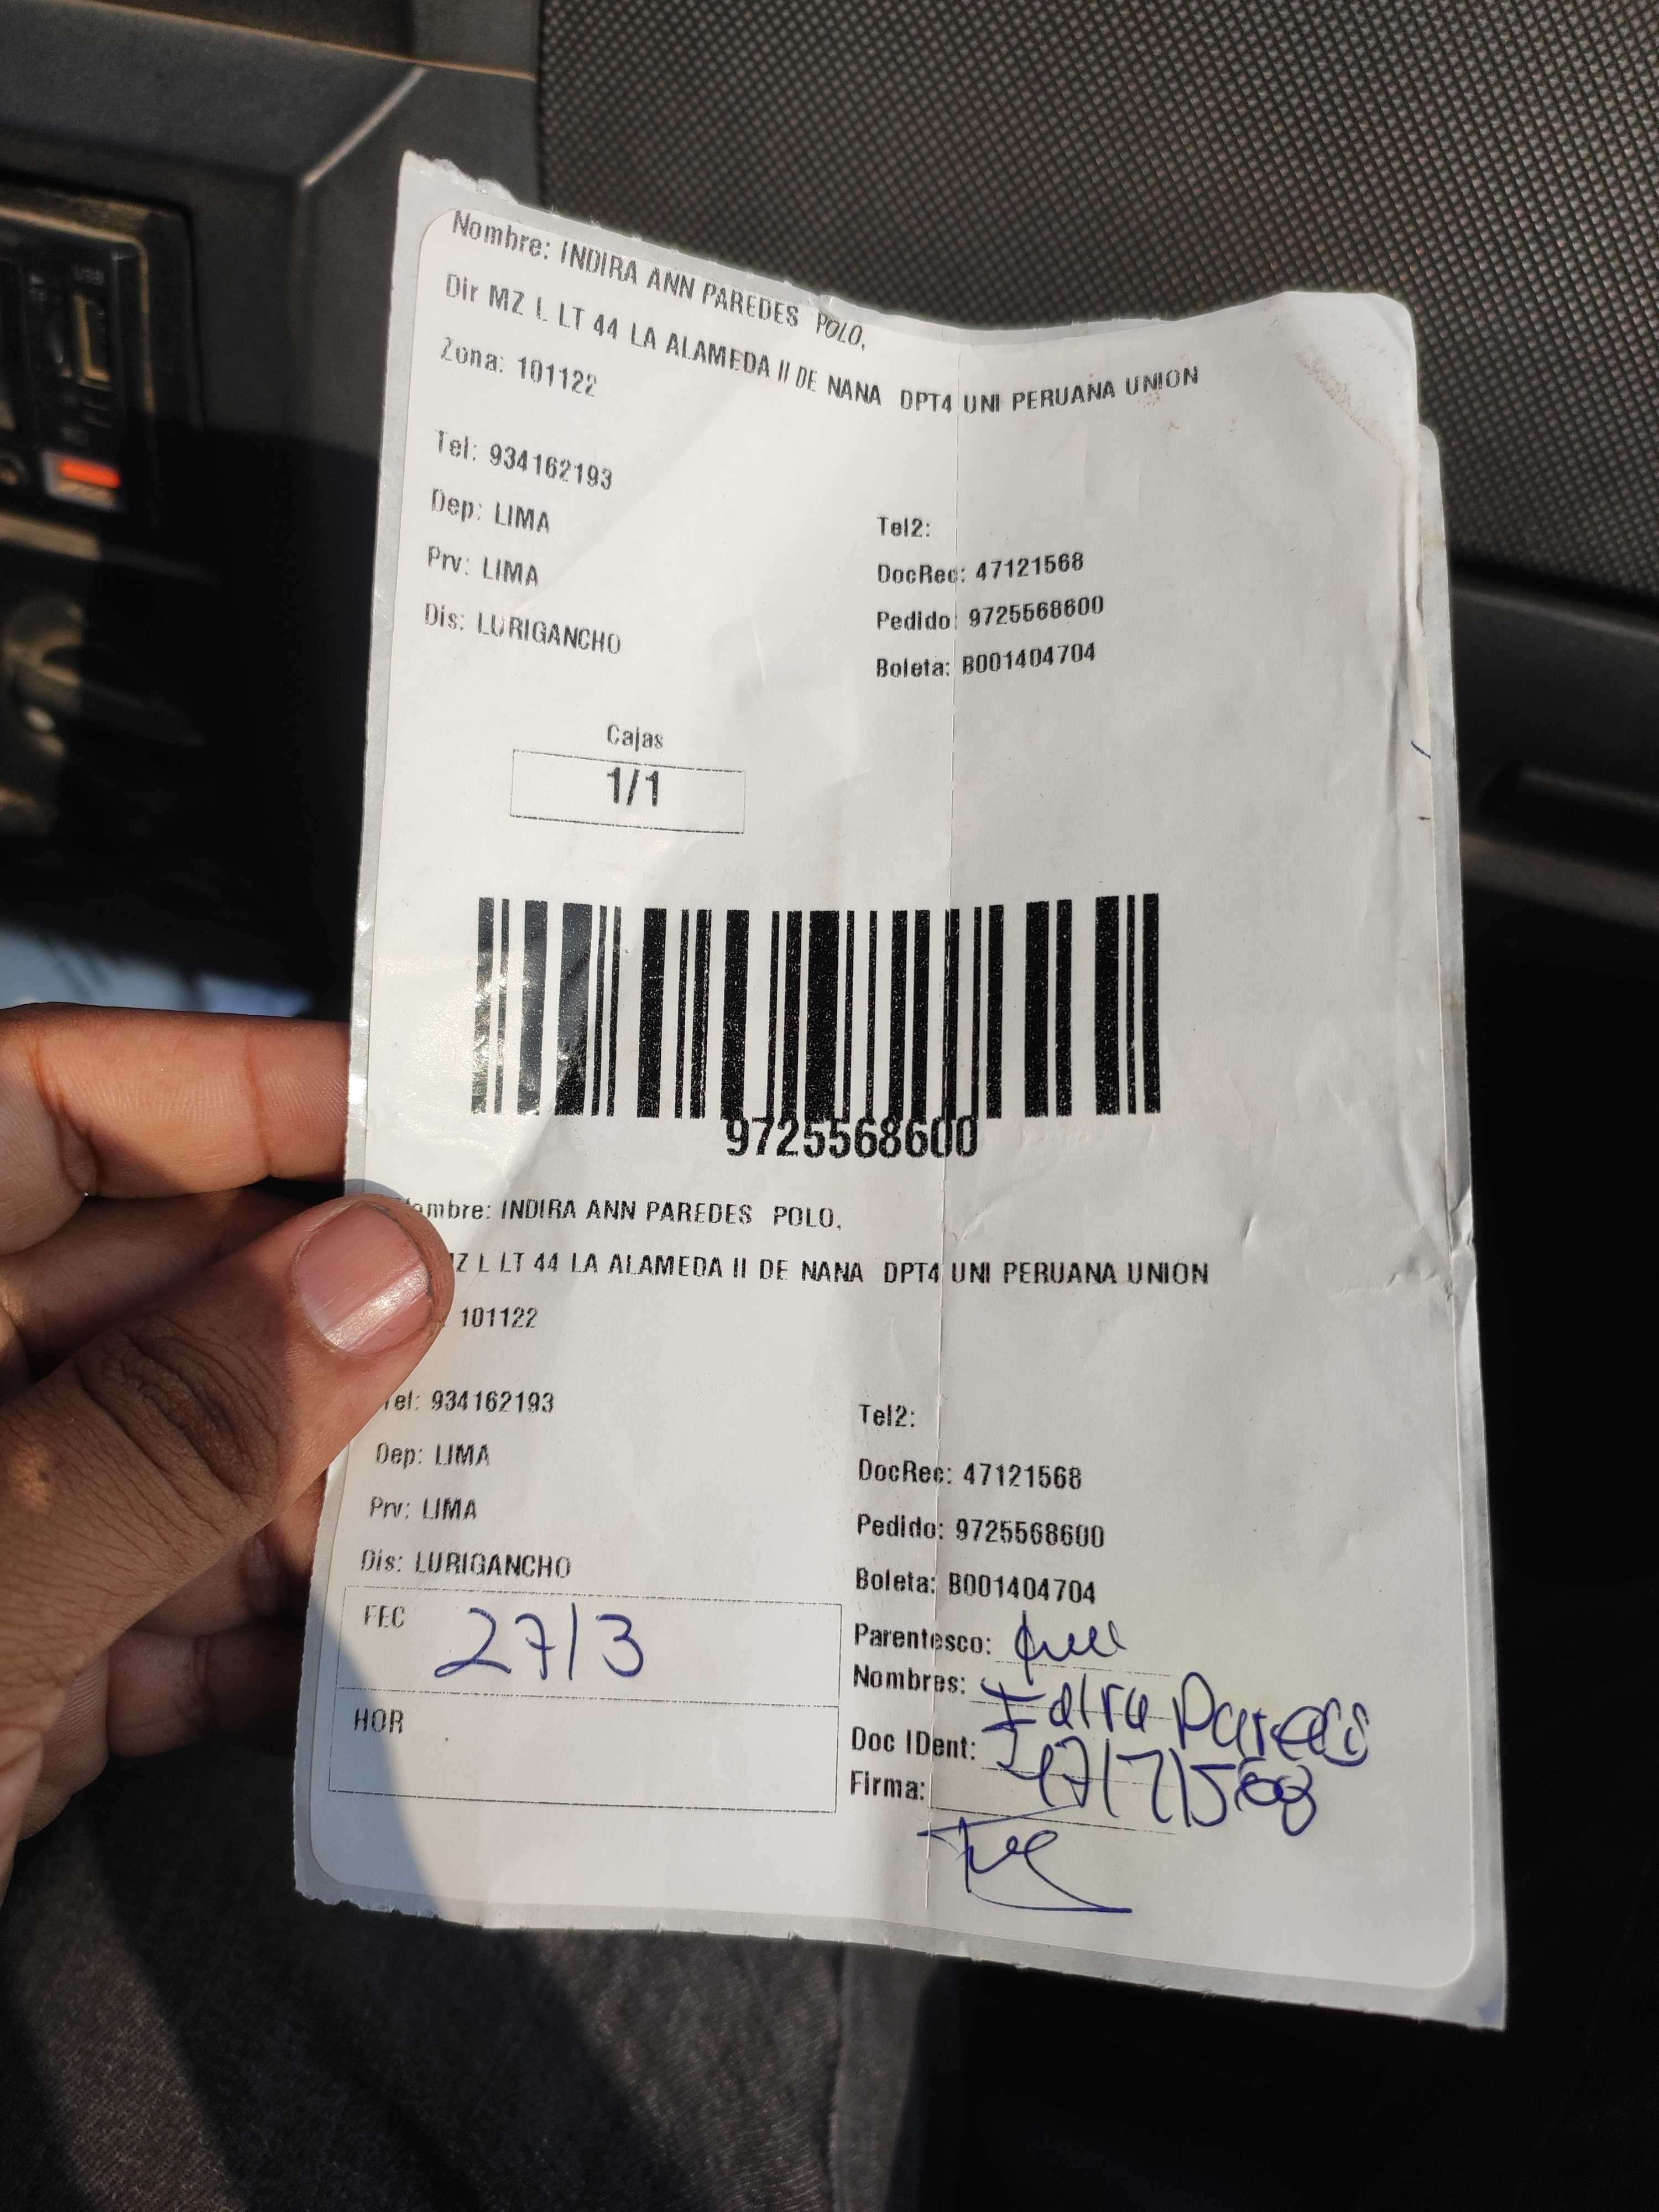 Nombre: INDIRA ANN PAREDES POLO,
Dir MZ L LT 44 LA ALAMEDA II DE NANA DPT4 UNI PERUANA UNION
Zona: 101122
Tel: 934162193
Tel2:
Dep: LIMA
DocRec: 47121568
Prv: LIMA
Pedido: 9725568600
Dis: LURIGANCHO
Boleta: B001404704
Cajas
1/1
9725568600
ombre: INDIRA ANN PAREDES POLO,
MZ L LT 44 LA ALAMEDA II DE NANA DPT4 UNI PERUANA UNION
101122
Tel: 934162193
Tel2:
Dep: LIMA
DocRec: 47121568
Prv: LIMA
Pedido: 9725568600
Dis: LURIGANCHO
Boleta: B001404704
FEC 27/3
Parentesco:
Nombres: Paredes
HOR
Doc IDent:
Firma: